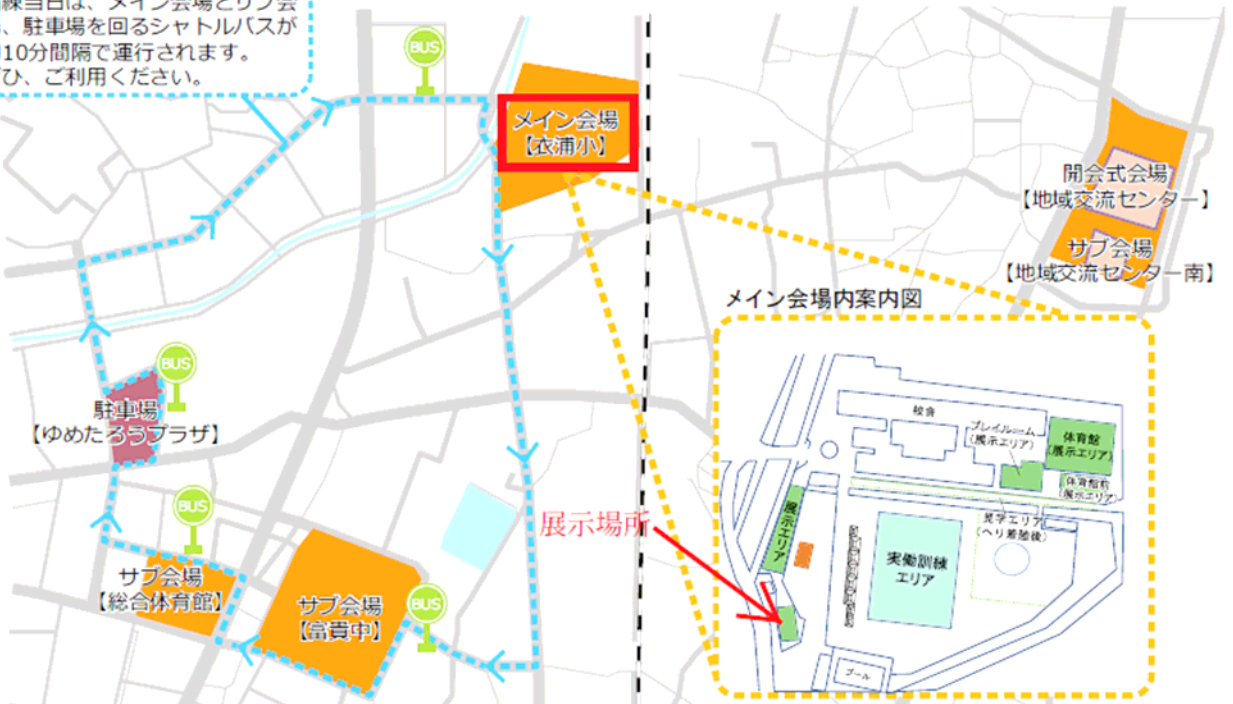 練当日は、メイン会場とサブ会
、駐車場を回るシャトルバスが
10分間隔で運行されます。
ひ、ご利用ください。
BUS
メイン会場
【衣浦小】
開会式会場
【地域交流センター】
サブ会場
【地域交流センター南】
メイン会場内案内図
BUS
駐車場
【ゆめたろうプラザ】
校舎
プレイルーム
(展示エリア)
体育館
(展示エリア)
体育館前
(展示エリア)
見学エリア
(ヘリ着陸後)
展示エリア
実働訓練
エリア
プール
展示場所
BUS
サブ会場
【総合体育館】
サブ会場
【富貴中】
BUS